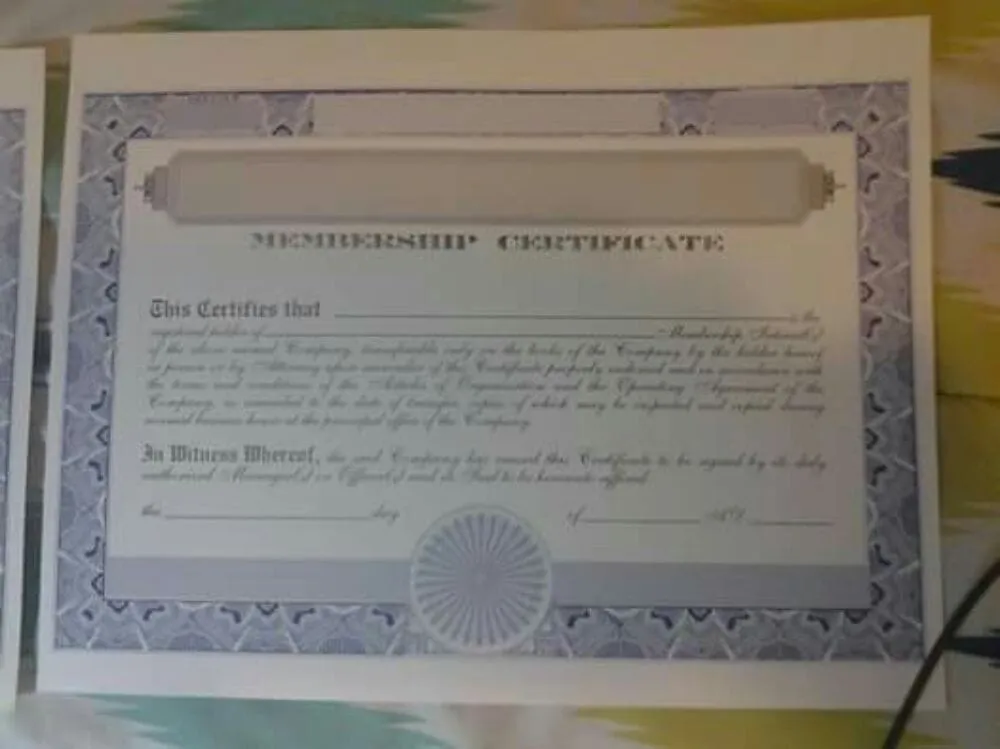 MEMBERSHIP CERTIFICATE
This Certifies that is the
registered holder of Membership Interest(s)
of the above named Company, transferable only on the books of the Company by the holder hereof
in person or by Attorney upon surrender of this Certificate properly endorsed and in accordance with
the terms and conditions of the Articles of Organization and the Operating Agreement of the
Company, as amended to the date of transfer, copies of which may be inspected and copied during
normal business hours at the principal office of the Company.
In Witness Whereof, the said Company has caused this Certificate to be signed by its duly
authorized Manager(s) or Officer(s) and its Seal to be hereunto affixed
this day of A.D.